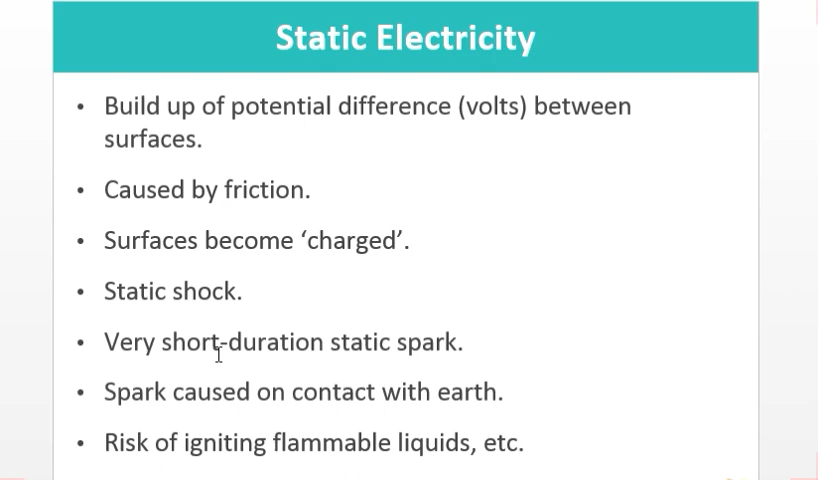 Static Electricity
• Build up of potential difference (volts) between
surfaces.
• Caused by friction.
• Surfaces become ‘charged’.
• Static shock.
• Very short-duration static spark.
• Spark caused on contact with earth.
• Risk of igniting flammable liquids, etc.